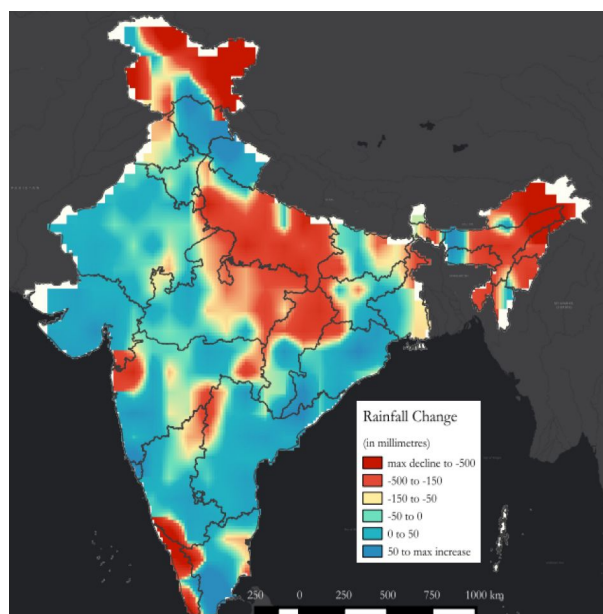 Rainfall Change
(in millimetres)
max decline to -500
-500 to -150
-150 to -50
-50 to 0
0 to 50
50 to max increase
250 0 250 500 750 1000 km